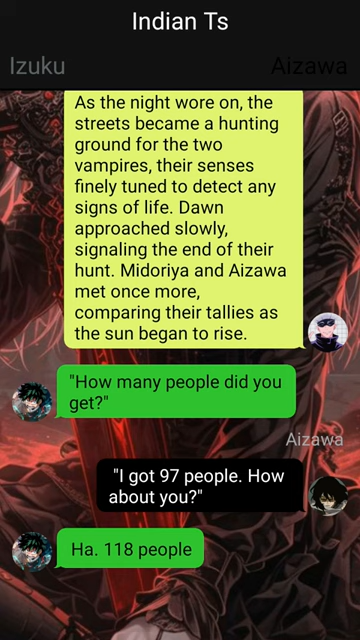 Indian Ts
Izuku
Aizawa
As the night wore on, the
streets became a hunting
ground for the two
vampires, their senses
finely tuned to detect any
signs of life. Dawn
approached slowly,
signaling the end of their
hunt. Midoriya and Aizawa
met once more,
comparing their tallies as
the sun began to rise.
"How many people did you
get?"
Aizawa
"I got 97 people. How
about you?"
Ha. 118 people